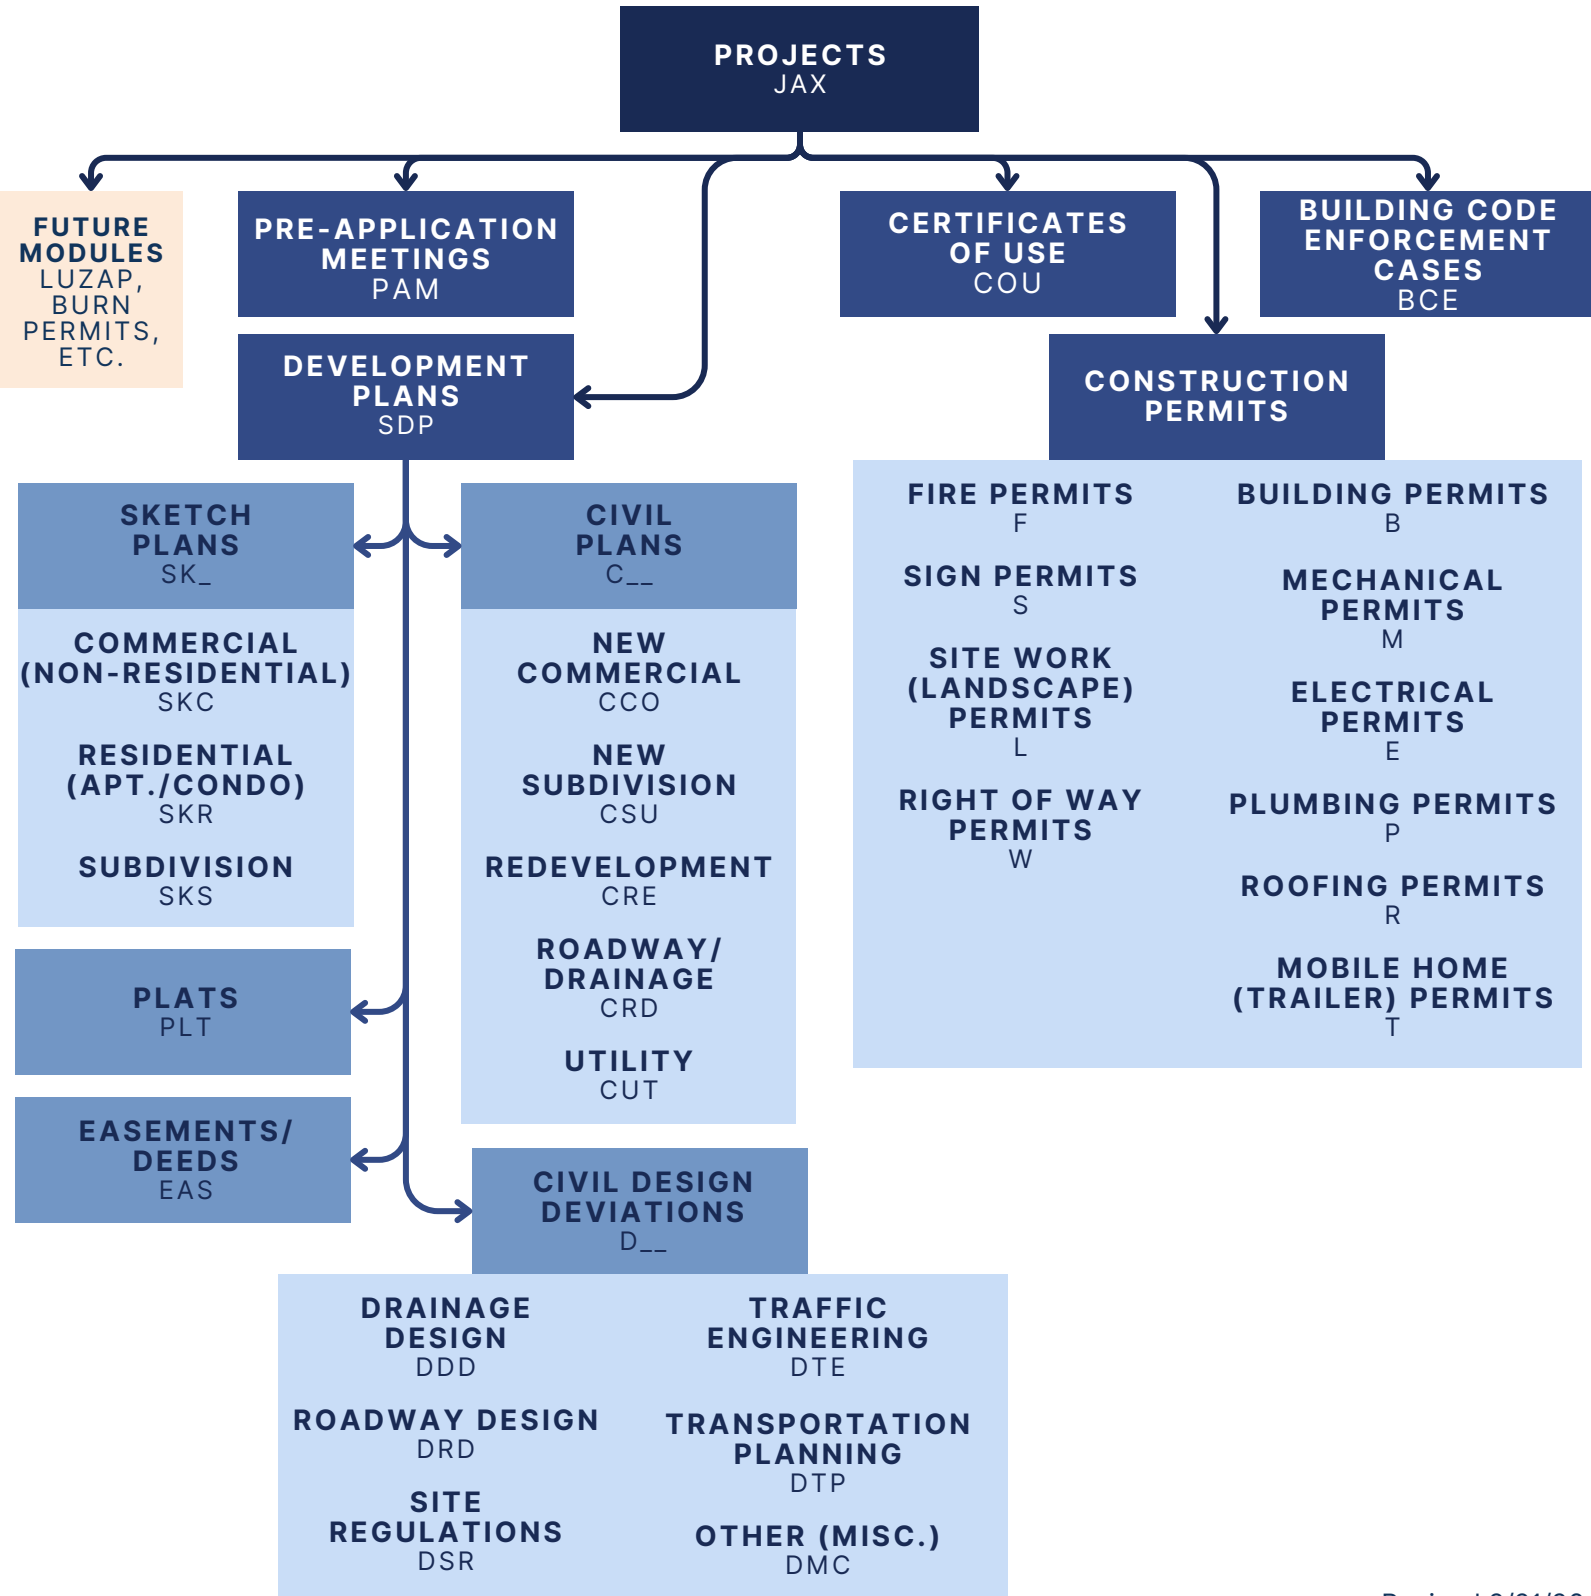 PROJECTS
JAX
FUTURE
MODULES
LUZAP,
BURN
PERMITS,
ETC.
PRE-APPLICATION
MEETINGS
PAM
CERTIFICATES
OF USE
COU
BUILDING CODE
ENFORCEMENT
CASES
BCE
DEVELOPMENT
PLANS
SDP
CONSTRUCTION
PERMITS
SKETCH
PLANS
SK_
COMMERCIAL
(NON-RESIDENTIAL)
SKC
RESIDENTIAL
(APT./CONDO)
SKR
SUBDIVISION
SKS
CIVIL
PLANS
C__
NEW
COMMERCIAL
CCO
NEW
SUBDIVISION
CSU
REDEVELOPMENT
CRE
ROADWAY/
DRAINAGE
CRD
UTILITY
CUT
FIRE PERMITS
F
SIGN PERMITS
S
SITE WORK
(LANDSCAPE)
PERMITS
L
RIGHT OF WAY
PERMITS
W
BUILDING PERMITS
B
MECHANICAL
PERMITS
M
ELECTRICAL
PERMITS
E
PLUMBING PERMITS
P
ROOFING PERMITS
R
MOBILE HOME
(TRAILER) PERMITS
T
PLATS
PLT
EASEMENTS/
DEEDS
EAS
CIVIL DESIGN
DEVIATIONS
D__
DRAINAGE
DESIGN
DDD
ROADWAY DESIGN
DRD
SITE
REGULATIONS
DSR
TRAFFIC
ENGINEERING
DTE
TRANSPORTATION
PLANNING
DTP
OTHER (MISC.)
DMC